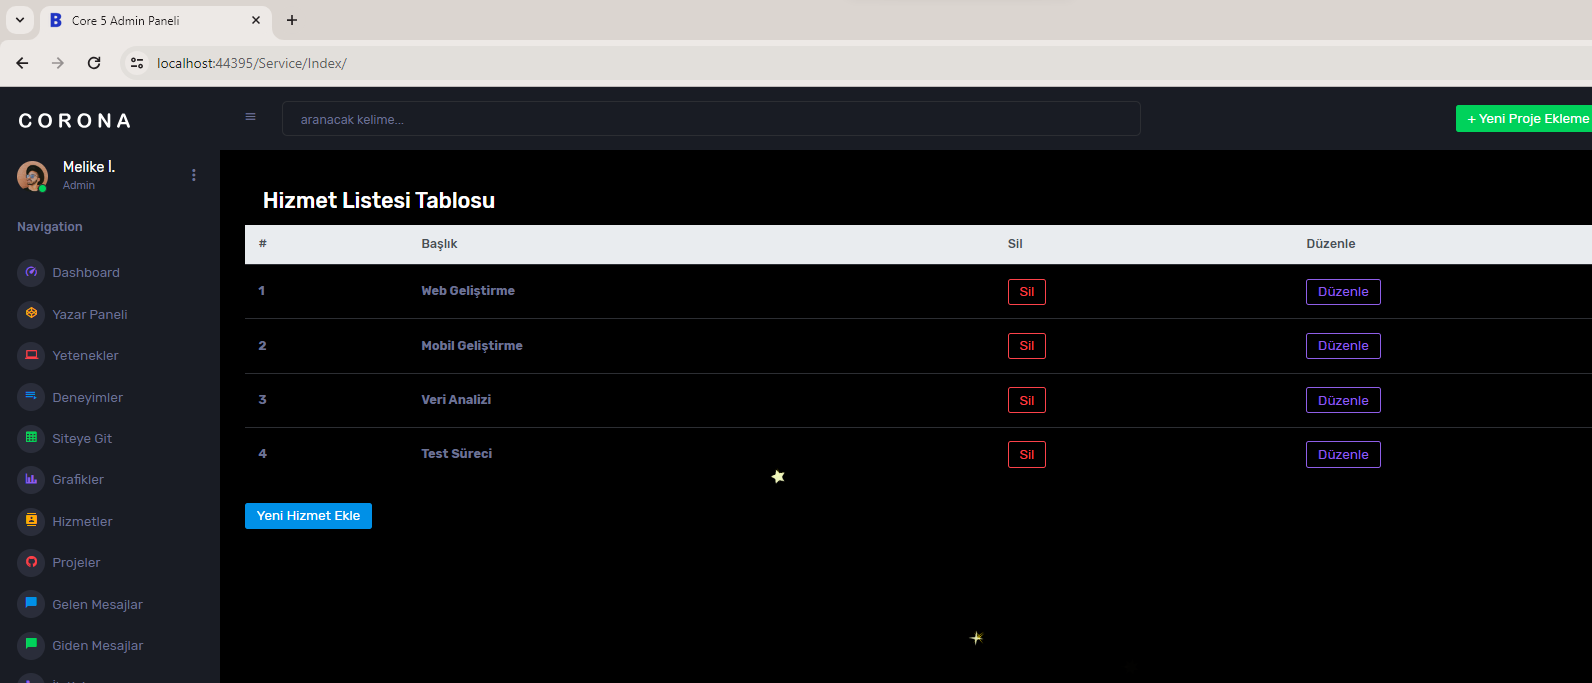 Core 5 Admin Paneli
localhost:44395/Service/Index/
CORONA
aranacak kelime...
+ Yeni Proje Ekleme
Melike İ.
Admin
Navigation
Dashboard
Yazar Paneli
Yetenekler
Deneyimler
Siteye Git
Grafikler
Hizmetler
Projeler
Gelen Mesajlar
Giden Mesajlar
Hizmet Listesi Tablosu
# Başlık Sil Düzenle
1 Web Geliştirme Sil Düzenle
2 Mobil Geliştirme Sil Düzenle
3 Veri Analizi Sil Düzenle
4 Test Süreci Sil Düzenle
Yeni Hizmet Ekle